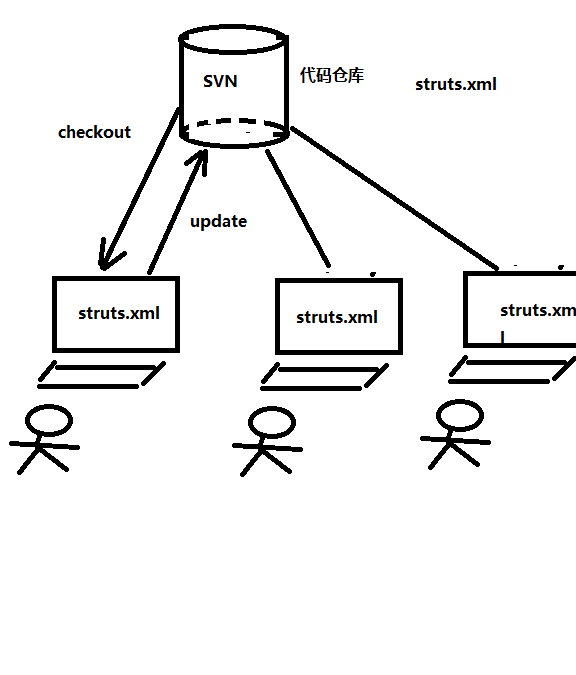 SVN
代码仓库
struts.xml
checkout
update
struts.xml
struts.xml
struts.xm